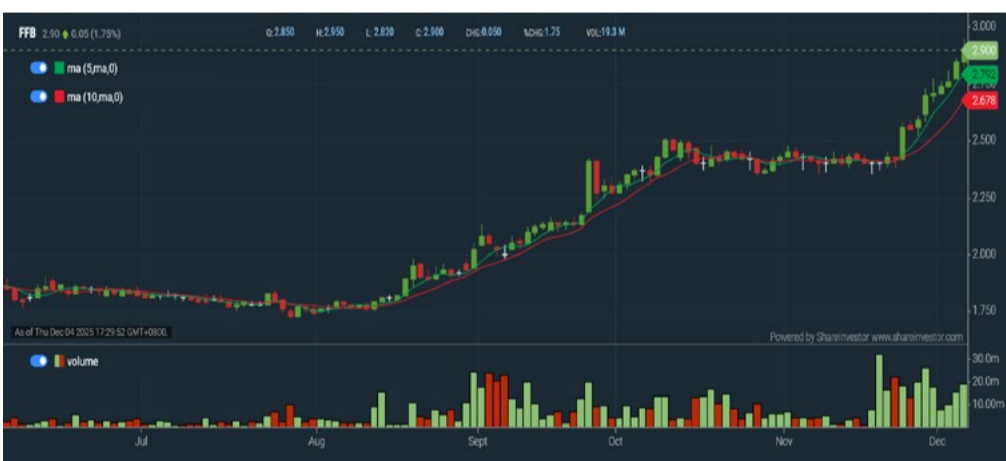 FFB 2.90 0.05 (1.75%) O:2.850 H:2.950 L:2.820 C:2.900 CHG:0.050 %CHG:1.75 VOL:19.3 M
3.000
2.900
ma (5,ma,0)
2.792
2.750
ma (10,ma,0)
2.678
2.500
2.250
2.000
1.750
As of Thu Dec 04 2025 17:29:52 GMT+0800.
Powered by ShareInvestor www.shareinvestor.com
volume
30.0m
20.0m
10.00m
Jul Aug Sept Oct Nov Dec